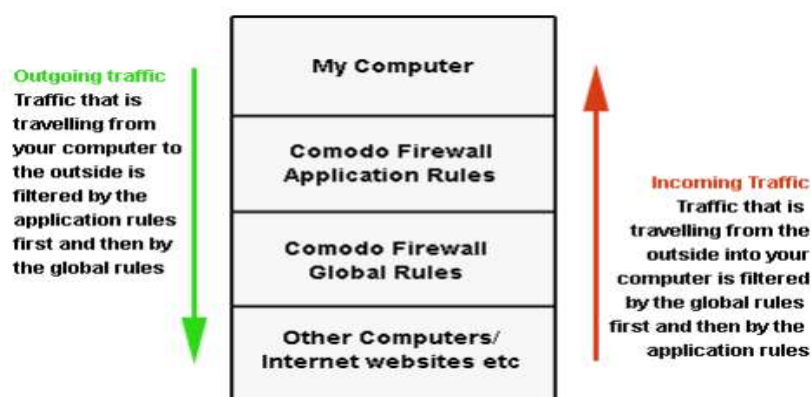 Outgoing traffic
Traffic that is
travelling from
your computer to
the outside is
filtered by the
application rules
first and then by
the global rules
My Computer
Comodo Firewall
Application Rules
Comodo Firewall
Global Rules
Other Computers/
Internet websites etc
Incoming Traffic
Traffic that is
travelling from the
outside into your
computer is filtered
by the global rules
first and then by the
application rules